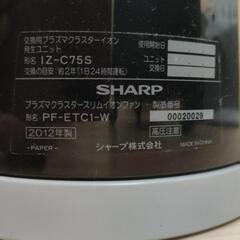 交換用プラズマクラスターイオン
発生ユニット
形名 IZ-C75S
交換の目安:約2年(1日24時間運転)
使用開始日
ユニット
交換日
SHARP
プラズマクラスタースリムイオンファン
形名 PF-ETC1-W
製造番号
00020029
2012年製
高圧注意
-PAPER-
シャープ株式会社
MADE IN CHINA